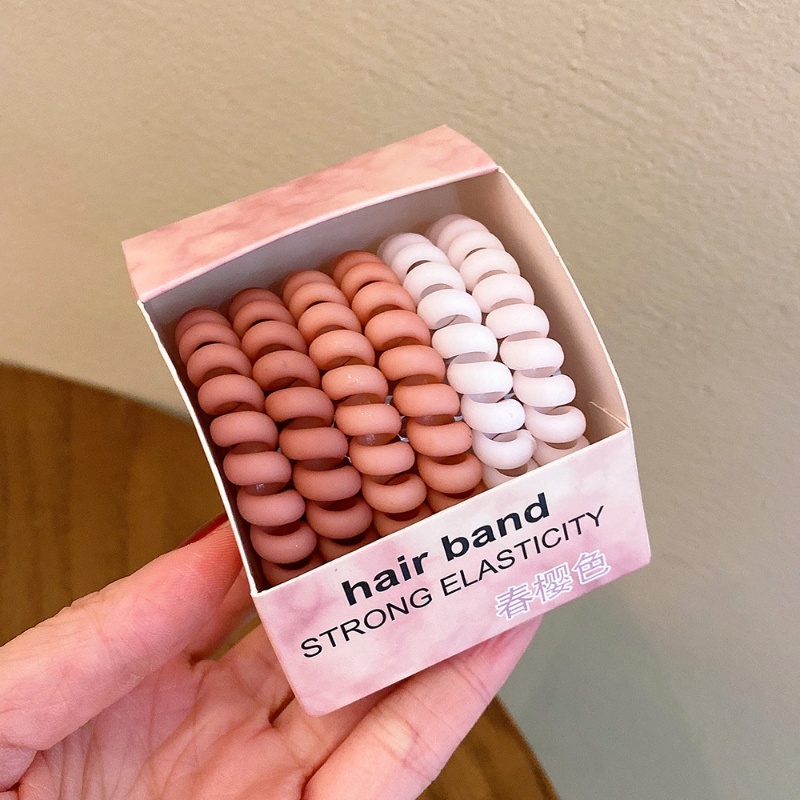 hair band
STRONG ELASTICITY
春樱色